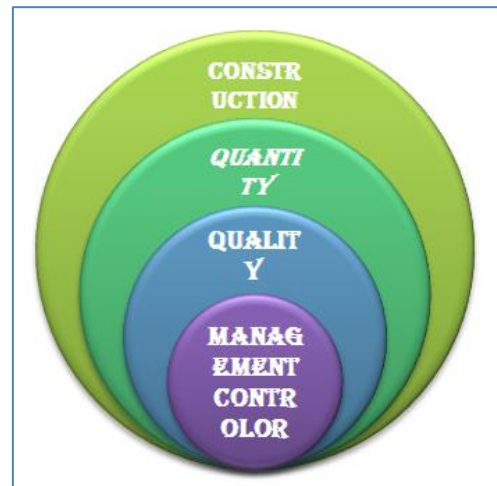 CONSTR
UCTION
QUANTI
TY
QUALIT
Y
MANAG
EMENT
CONTR
OLOR